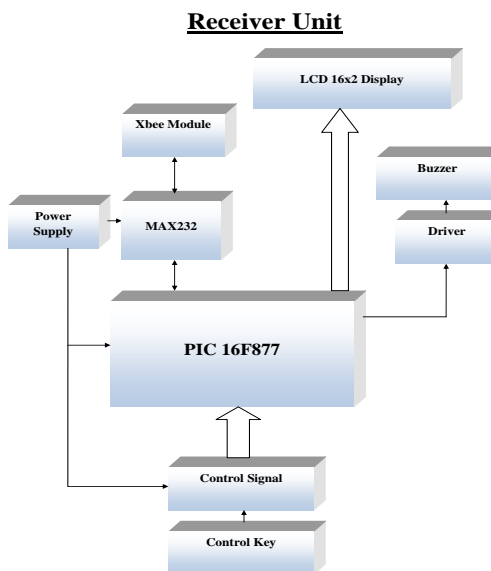 Receiver Unit
LCD 16x2 Display
Xbee Module
Buzzer
Power
Supply
MAX232
Driver
PIC 16F877
Control Signal
Control Key